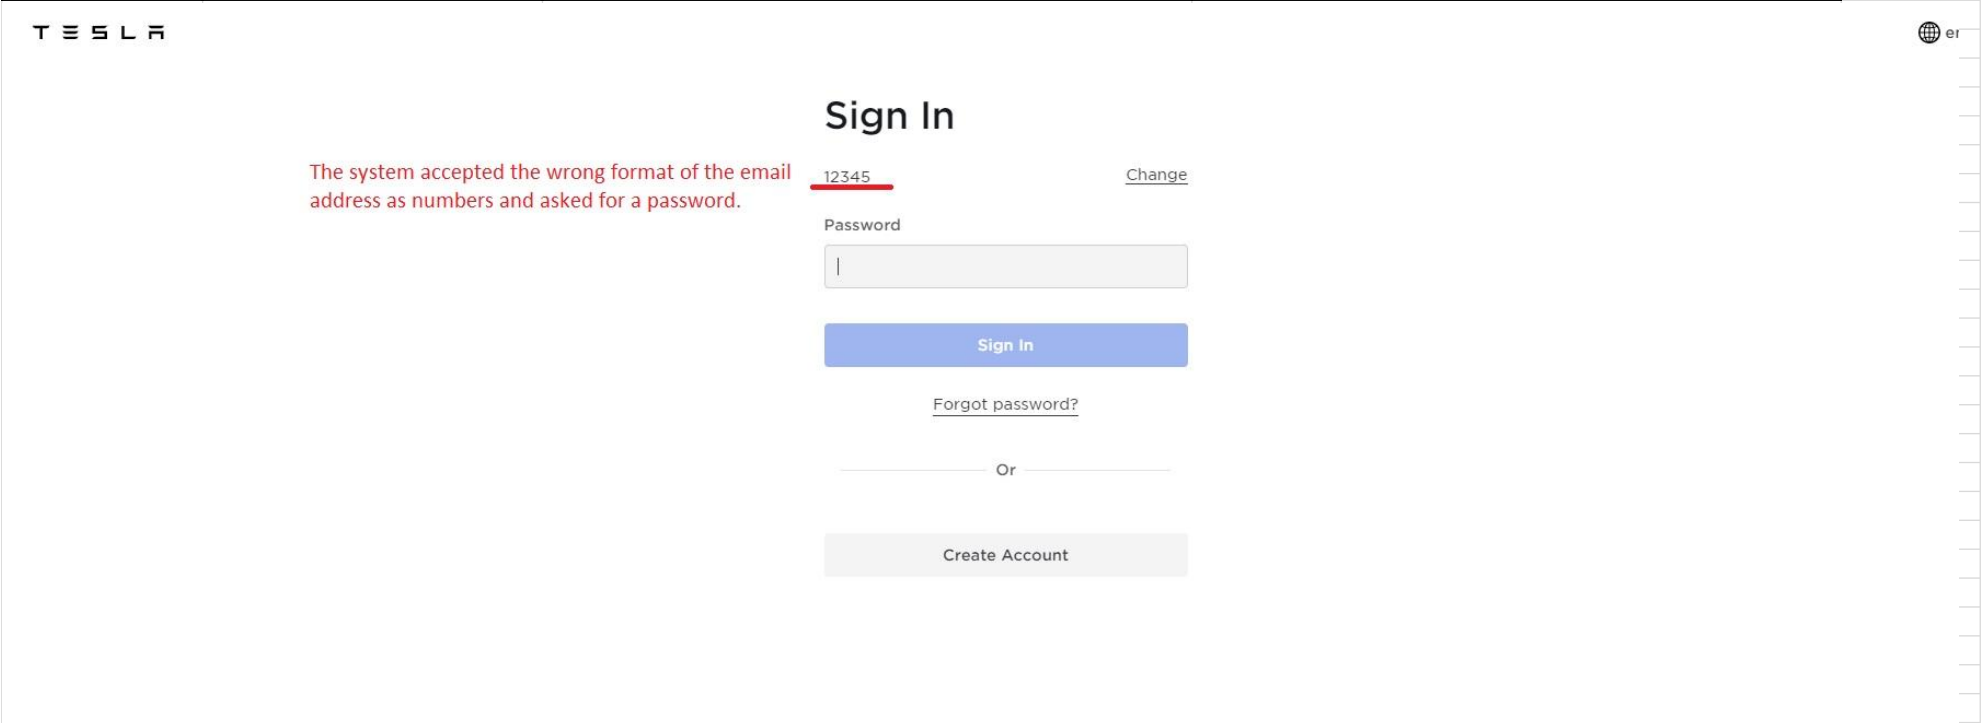 TESLA
en
Sign In
The system accepted the wrong format of the email
address as numbers and asked for a password.
12345
Change
Password
Sign In
Forgot password?
Or
Create Account